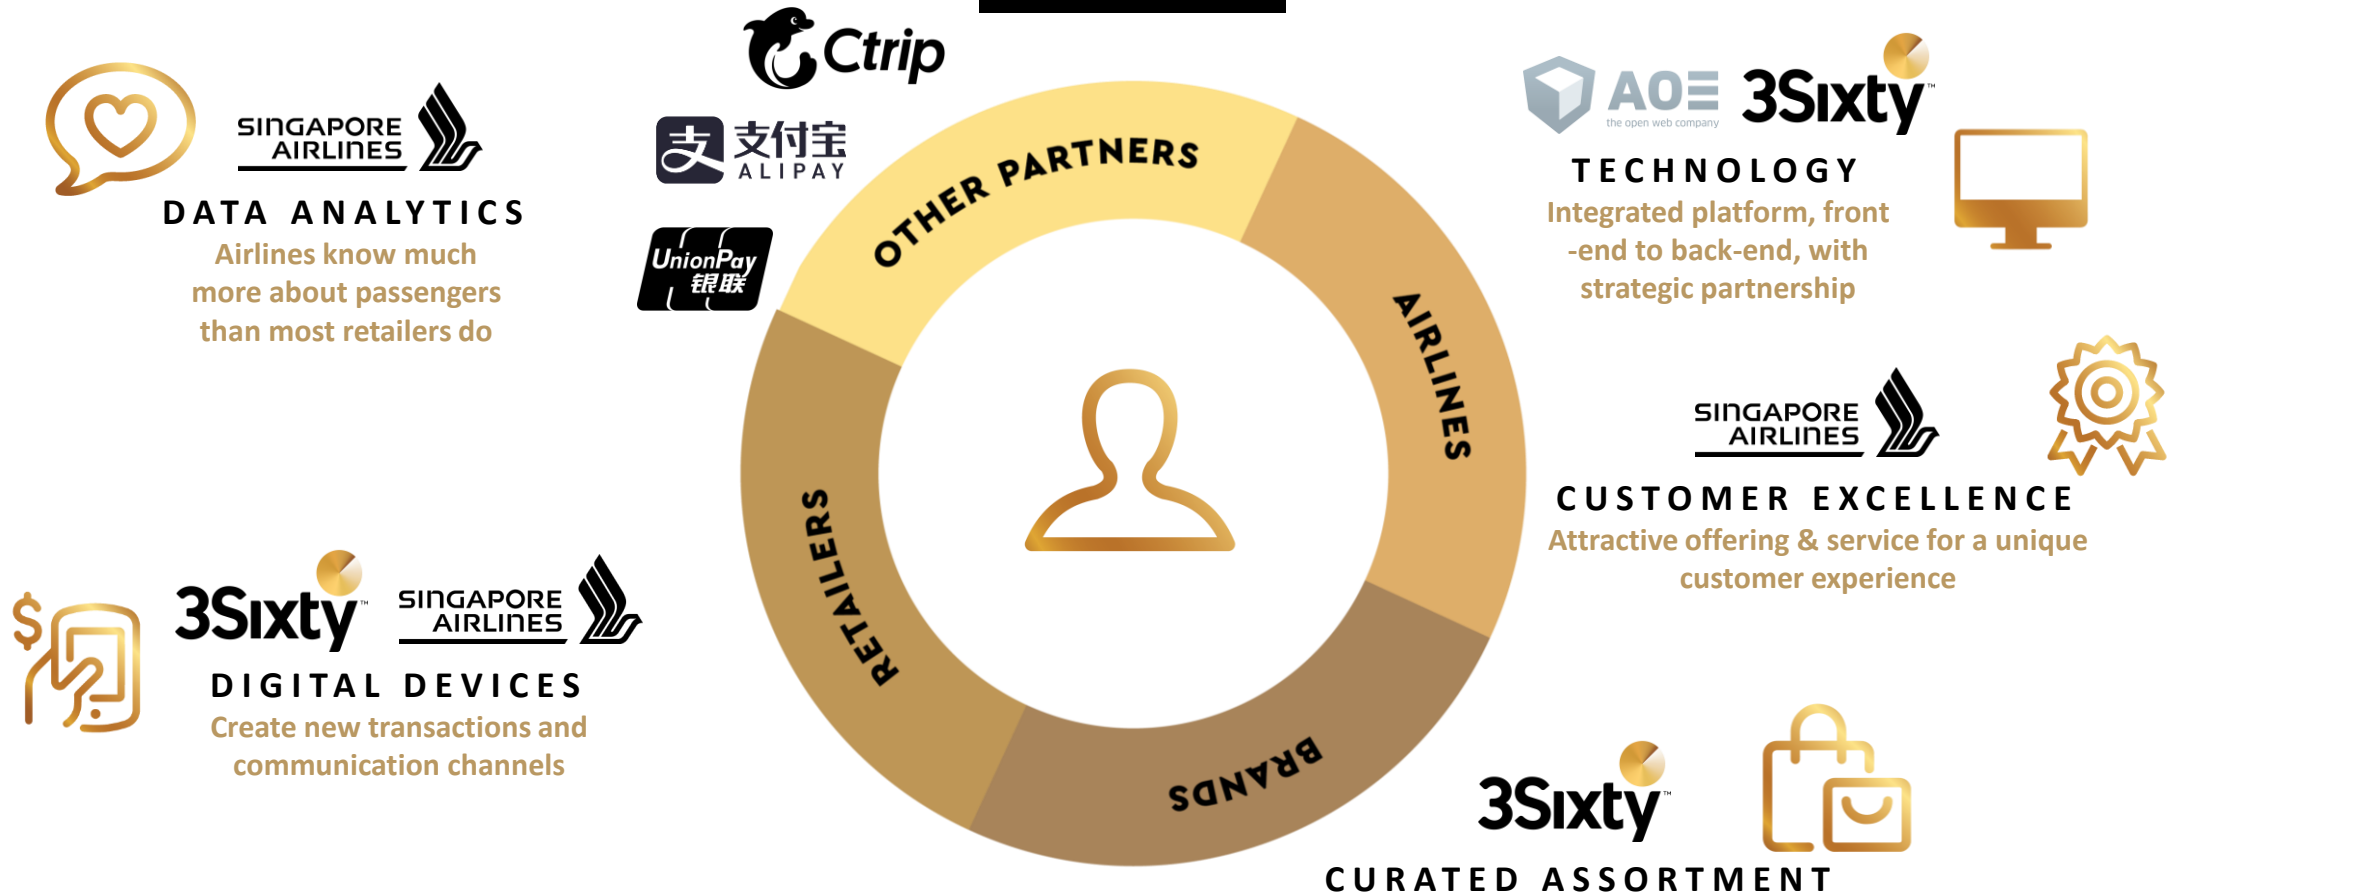 Ctrip
支付宝
ALIPAY
UnionPay
银联
SINGAPORE
AIRLINES
DATA ANALYTICS
Airlines know much
more about passengers
than most retailers do
3Sixty™
SINGAPORE
AIRLINES
$
DIGITAL DEVICES
Create new transactions and
communication channels
OTHER PARTNERS
AIRLINES
BRANDS
RETAILERS
AOE
the open web company
3Sixty™
TECHNOLOGY
Integrated platform, front
-end to back-end, with
strategic partnership
SINGAPORE
AIRLINES
CUSTOMER EXCELLENCE
Attractive offering & service for a unique
customer experience
3Sixty™
CURATED ASSORTMENT